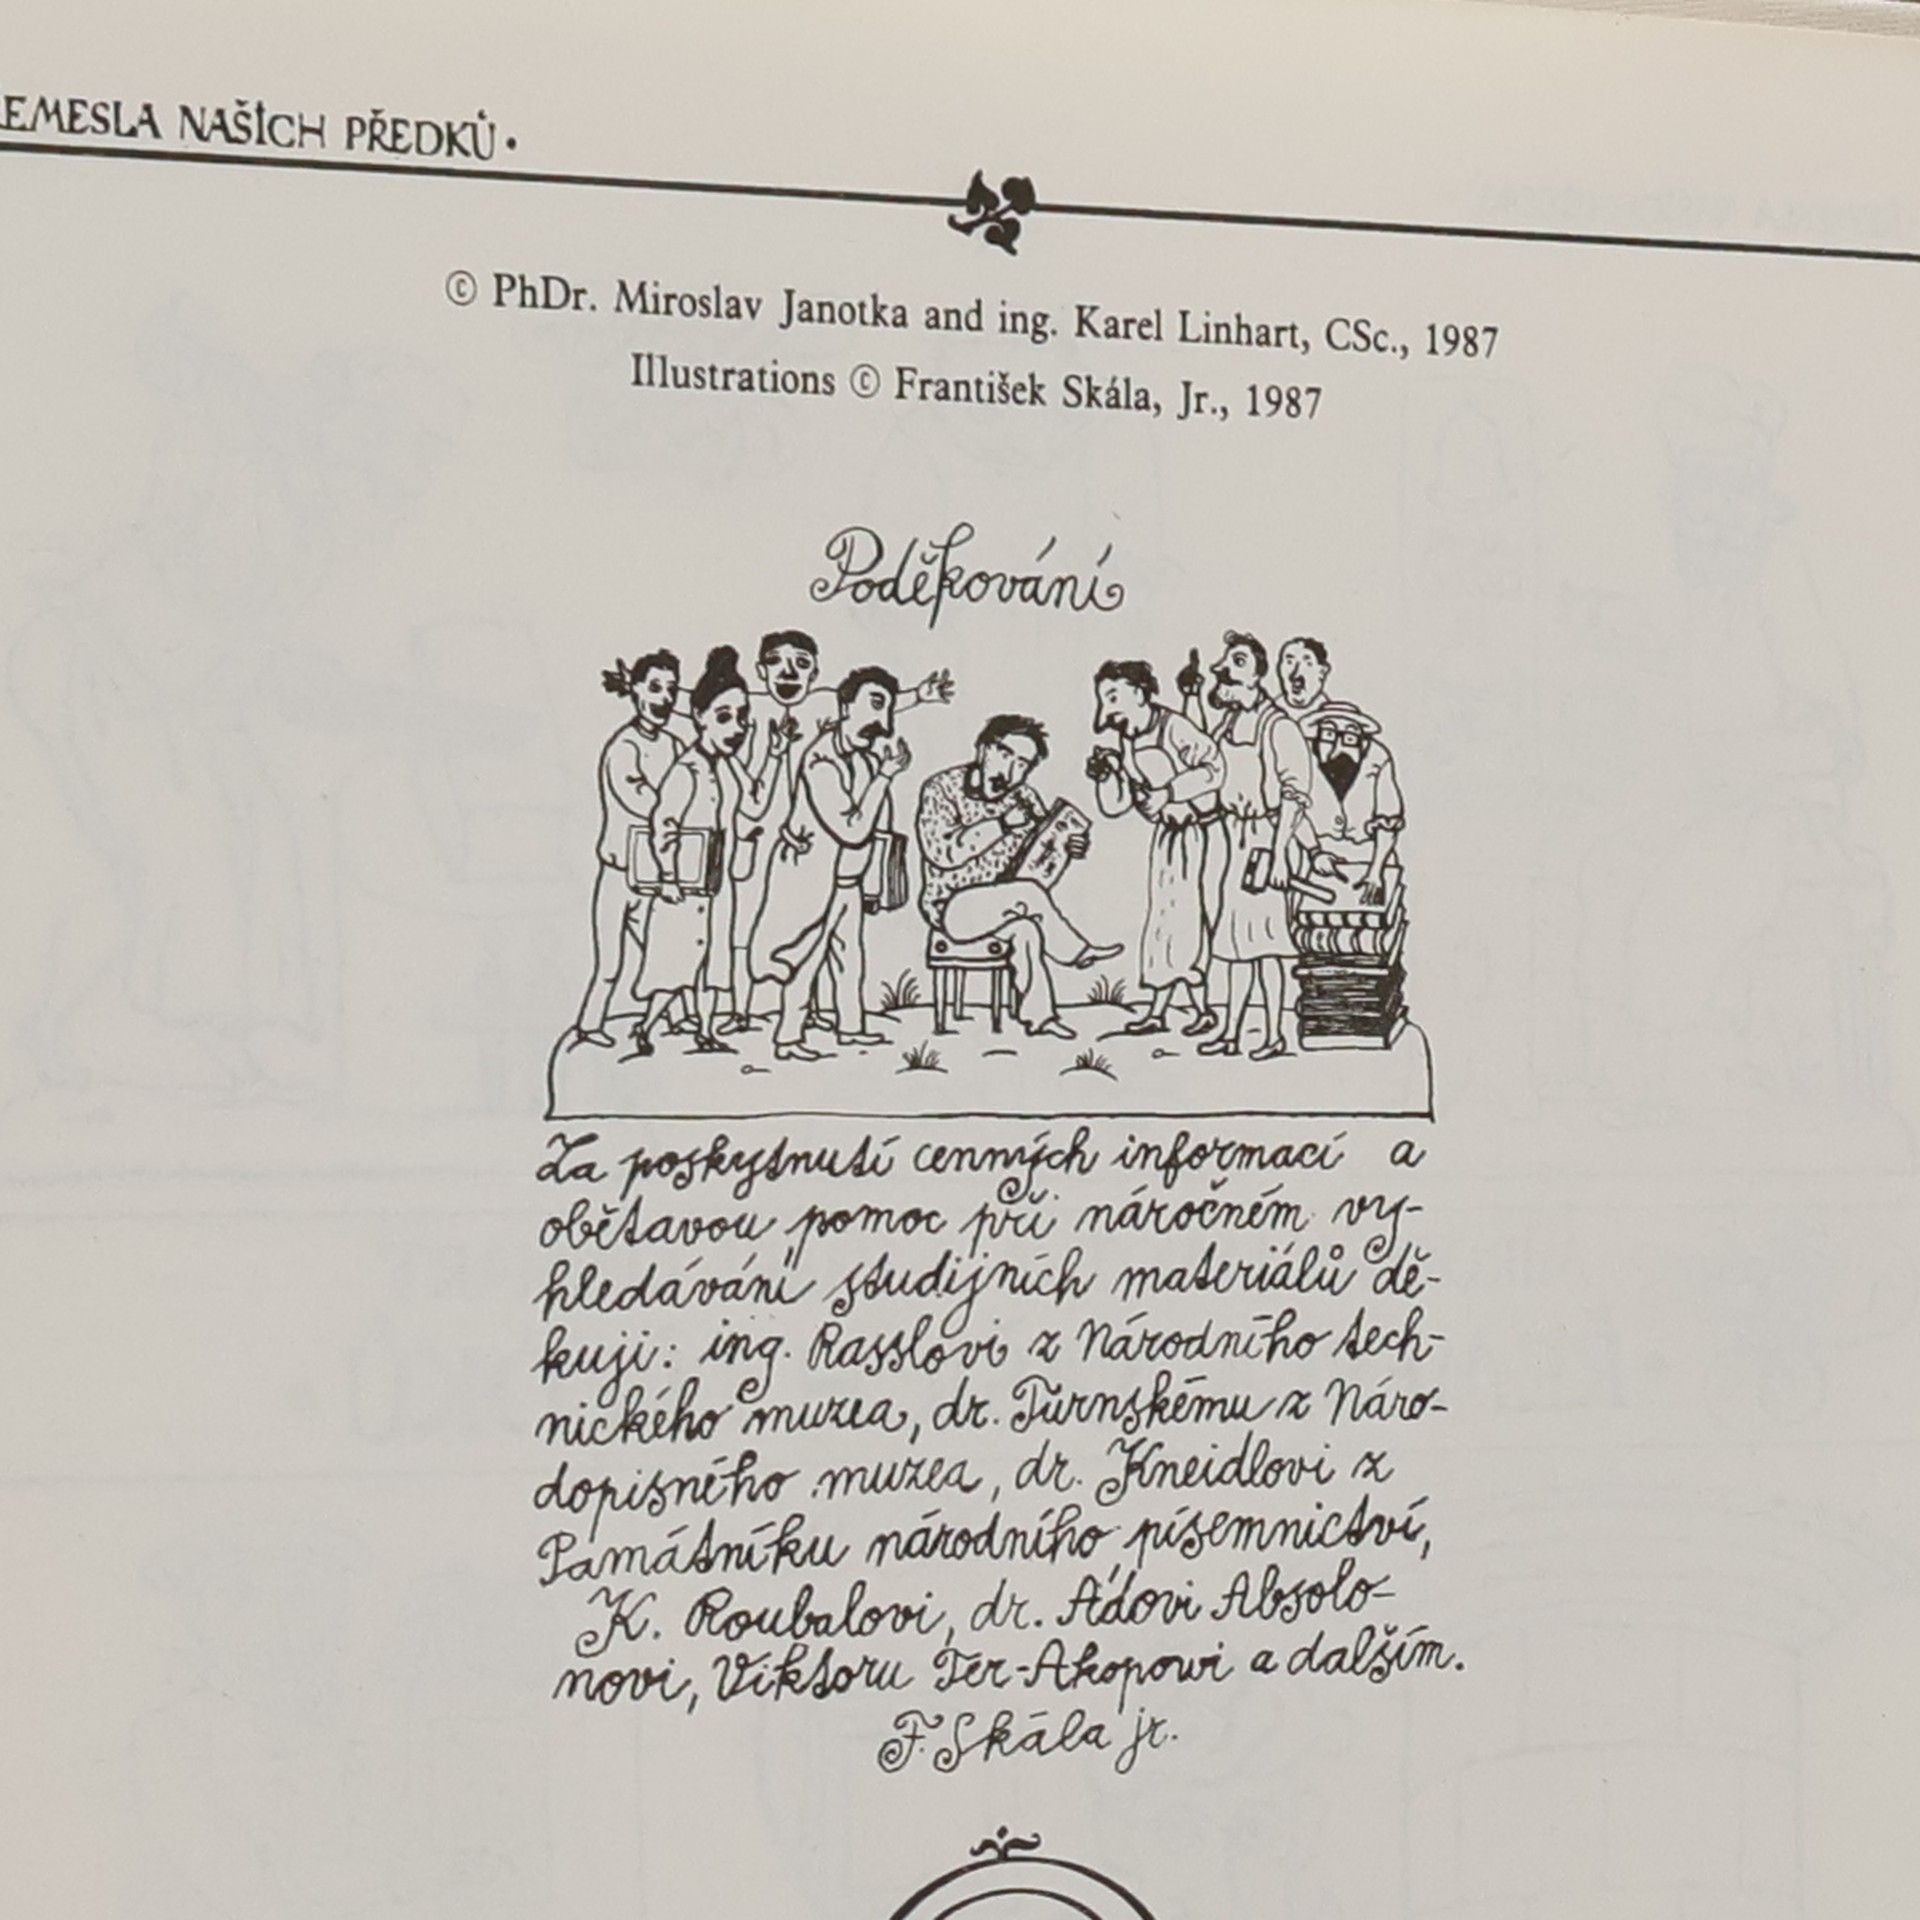 EMESLA NAŠICH PŘEDKŮ •
© PhDr. Miroslav Janotka and ing. Karel Linhart, CSc., 1987
Illustrations © František Skála, Jr., 1987
Poděkování
Za poskytnutí cenných informací a
obětavou pomoc při náročném vy-
hledávání studijních materiálů dě-
kuji: ing. Rasslovi z Národního tech-
nického muzea, dr. Turnskému z Náro-
dopisného muzea, dr. Kneidlovi z
Památníku národního písemnictví,
K. Roubalovi, dr. Áďovi Absolo-
novi, Viktoru Ter-Akopowi a dalším.
F. Skála jr.